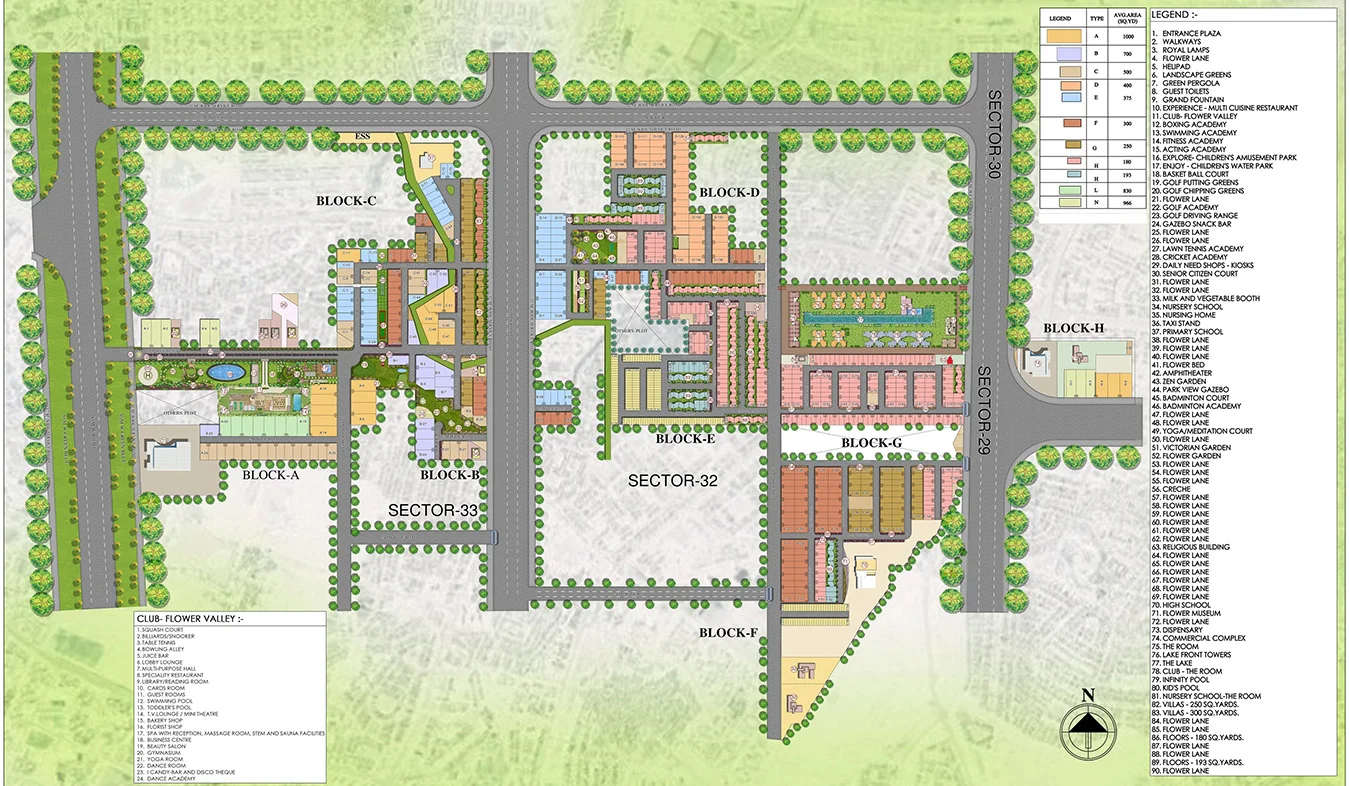 LEGEND TYPE AVG.AREA (SQ.YD)
A 1000
B 700
C 500
D 400
E 375
F 300
G 250
H 180
H 193
L 830
N 966
LEGEND :-
1. ENTRANCE PLAZA
2. WALKWAYS
3. ROYAL LAMPS
4. FLOWER LANE
5. HELIPAD
6. LANDSCAPE GREENS
7. GREEN PERGOLA
8. GUEST TOILETS
9. GRAND FOUNTAIN
10. EXPERIENCE - MULTI CUISINE RESTAURANT
11. CLUB- FLOWER VALLEY
12. BOXING ACADEMY
13. SWIMMING ACADEMY
14. FITNESS ACADEMY
15. ACTING ACADEMY
16. EXPLORE- CHILDREN'S AMUSEMENT PARK
17. ENJOY - CHILDREN'S WATER PARK
18. BASKET BALL COURT
19. GOLF PUTTING GREENS
20. GOLF CHIPPING GREENS
21. FLOWER LANE
22. GOLF ACADEMY
23. GOLF DRIVING RANGE
24. GAZEBO SNACK BAR
25. FLOWER LANE
26. FLOWER LANE
27. LAWN TENNIS ACADEMY
28. CRICKET ACADEMY
29. DAILY NEED SHOPS - KIOSKS
30. SENIOR CITIZEN COURT
31. FLOWER LANE
32. FLOWER LANE
33. MILK AND VEGETABLE BOOTH
34. NURSERY SCHOOL
35. NURSING HOME
36. TAXI STAND
37. PRIMARY SCHOOL
38. FLOWER LANE
39. FLOWER LANE
40. FLOWER LANE
41. FLOWER BED
42. AMPHITHEATER
43. ZEN GARDEN
44. PARK VIEW GAZEBO
45. BADMINTON COURT
46. BADMINTON ACADEMY
47. FLOWER LANE
48. FLOWER LANE
49. YOGA/MEDITATION COURT
50. FLOWER LANE
51. VICTORIAN GARDEN
52. FLOWER GARDEN
53. FLOWER LANE
54. FLOWER LANE
55. FLOWER LANE
56. CRECHE
57. FLOWER LANE
58. FLOWER LANE
59. FLOWER LANE
60. FLOWER LANE
61. FLOWER LANE
62. FLOWER LANE
63. RELIGIOUS BUILDING
64. FLOWER LANE
65. FLOWER LANE
66. FLOWER LANE
67. FLOWER LANE
68. FLOWER LANE
69. FLOWER LANE
70. HIGH SCHOOL
71. FLOWER MUSEUM
72. FLOWER LANE
73. DISPENSARY
74. COMMERCIAL COMPLEX
75. THE ROOM
76. LAKE FRONT TOWERS
77. THE LAKE
78. CLUB - THE ROOM
79. INFINITY POOL
80. KID'S POOL
81. NURSERY SCHOOL-THE ROOM
82. VILLAS - 250 SQ.YARDS.
83. VILLAS - 300 SQ.YARDS.
84. FLOWER LANE
85. FLOWER LANE
86. FLOORS - 180 SQ.YARDS.
87. FLOWER LANE
88. FLOWER LANE
89. FLOORS - 193 SQ.YARDS.
90. FLOWER LANE
SECTOR-30
ESS
BLOCK-C
BLOCK-D
BLOCK-H
OTHERS PLOT
OTHERS PLOT
SECTOR-29
BLOCK-E
BLOCK-G
BLOCK-A
BLOCK-B
SECTOR-32
SECTOR-33
BLOCK-F
N
CLUB- FLOWER VALLEY :-
1. SQUASH COURT
2. BILLIARDS/SNOOKER
3. TABLE TENNIS
4. BOWLING ALLEY
5. JUICE BAR
6. LOBBY LOUNGE
7. MULTI-PURPOSE HALL
8. SPECIALITY RESTAURANT
9. LIBRARY/READING ROOM
10. CARDS ROOM
11. GUEST ROOMS
12. SWIMMING POOL
13. TODDLER'S POOL
14. T.V.LOUNGE / MINI THEATRE
15. BAKERY SHOP
16. FLORIST SHOP
17. SPA WITH RECEPTION, MASSAGE ROOM, STEM AND SAUNA FACILITIES
18. BUSINESS CENTRE
19. BEAUTY SALON
20. GYMNASIUM
21. YOGA ROOM
22. DANCE ROOM
23. I CANDY-BAR AND DISCO THEQUE
24. DANCE ACADEMY